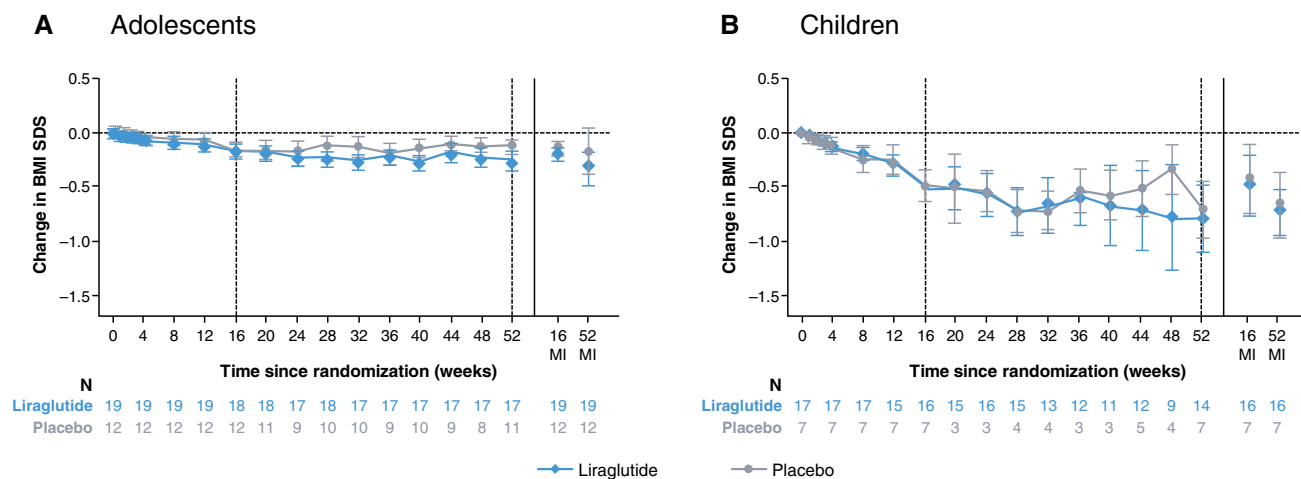 A Adolescents
0.5
0.0
–0.5
–1.0
–1.5
Change in BMI SDS
0 4 8 12 16 20 24 28 32 36 40 44 48 52 16 52
MI MI
Time since randomization (weeks)
N
Liraglutide 19 19 19 19 18 18 17 18 17 17 17 17 17 17 19 19
Placebo 12 12 12 12 12 11 9 10 10 9 10 9 8 11 12 12
B Children
0.5
0.0
–0.5
–1.0
–1.5
Change in BMI SDS
0 4 8 12 16 20 24 28 32 36 40 44 48 52 16 52
MI MI
Time since randomization (weeks)
N
Liraglutide 17 17 17 15 16 15 16 15 13 12 11 12 9 14 16 16
Placebo 7 7 7 7 7 3 3 4 4 3 3 5 4 7 7 7
Liraglutide Placebo